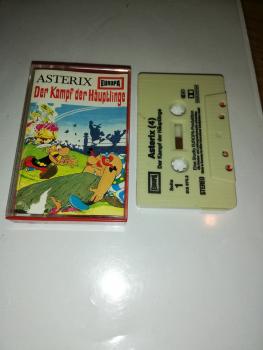 ASTERIX
EUROPA
Der Kampf der Häuptlinge
Asterix (4)
Der Kampf der Häuptlinge
Seite
1
STEREO